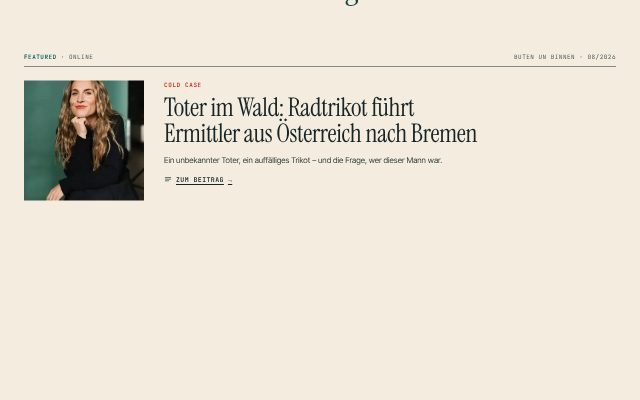 FEATURED · ONLINE
BUTEN UN BINNEN · 08/2026
COLD CASE
Toter im Wald: Radtrikot führt
Ermittler aus Österreich nach Bremen
Ein unbekannter Toter, ein auffälliges Trikot – und die Frage, wer dieser Mann war.
ZUM BEITRAG →